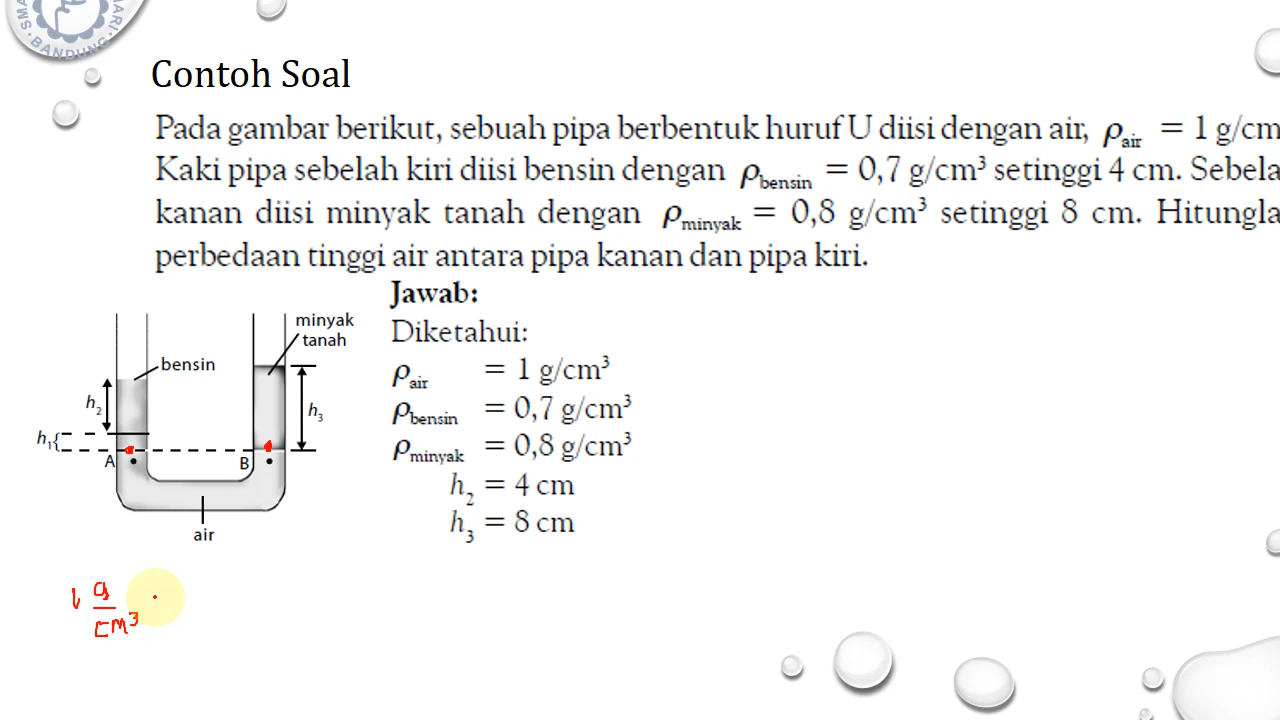 SMA
MARI
· BANDUNG ·
Contoh Soal
Pada gambar berikut, sebuah pipa berbentuk huruf U diisi dengan air, ρair = 1 g/cm
Kaki pipa sebelah kiri diisi bensin dengan ρbensin = 0,7 g/cm³ setinggi 4 cm. Sebela
kanan diisi minyak tanah dengan ρminyak = 0,8 g/cm³ setinggi 8 cm. Hitungla
perbedaan tinggi air antara pipa kanan dan pipa kiri.
Jawab:
Diketahui:
ρair = 1 g/cm³
ρbensin = 0,7 g/cm³
ρminyak = 0,8 g/cm³
h2 = 4 cm
h3 = 8 cm
minyak
tanah
bensin
h2
h3
h1{
A
B
air
1 g/cm³